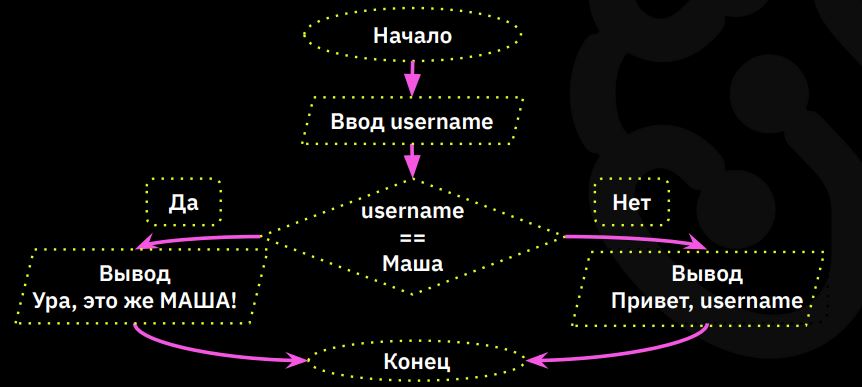 Начало
Ввод username
Да
username
==
Маша
Нет
Вывод
Ура, это же МАША!
Вывод
Привет, username
Конец